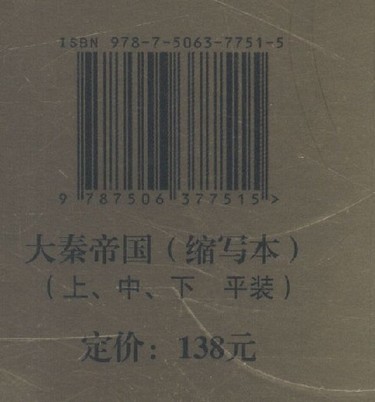 ISBN 978-7-5063-7751-5
9 787506 377515 >
大秦帝国（缩写本）
（上、中、下 平装）
定价：138元